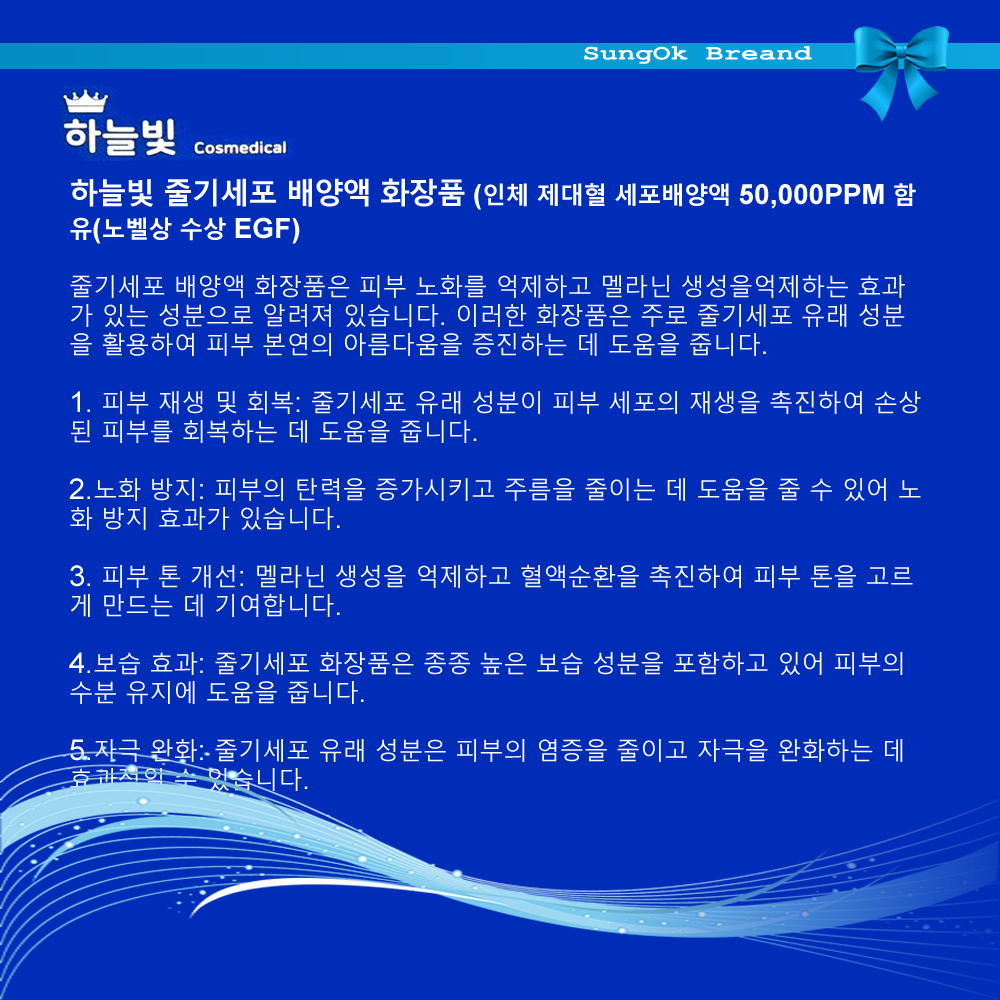 SungOk Breand
하늘빛 Cosmedical
하늘빛 줄기세포 배양액 화장품 (인체 제대혈 세포배양액 50,000PPM 함
유(노벨상 수상 EGF)
줄기세포 배양액 화장품은 피부 노화를 억제하고 멜라닌 생성을억제하는 효과
가 있는 성분으로 알려져 있습니다. 이러한 화장품은 주로 줄기세포 유래 성분
을 활용하여 피부 본연의 아름다움을 증진하는 데 도움을 줍니다.
1. 피부 재생 및 회복: 줄기세포 유래 성분이 피부 세포의 재생을 촉진하여 손상
된 피부를 회복하는 데 도움을 줍니다.
2.노화 방지: 피부의 탄력을 증가시키고 주름을 줄이는 데 도움을 줄 수 있어 노
화 방지 효과가 있습니다.
3. 피부 톤 개선: 멜라닌 생성을 억제하고 혈액순환을 촉진하여 피부 톤을 고르
게 만드는 데 기여합니다.
4.보습 효과: 줄기세포 화장품은 종종 높은 보습 성분을 포함하고 있어 피부의
수분 유지에 도움을 줍니다.
5.자극 완화: 줄기세포 유래 성분은 피부의 염증을 줄이고 자극을 완화하는 데
효과적일 수 있습니다.